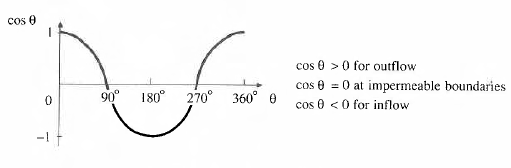 cos θ
1
0
90°
180°
270°
360°
θ
−1
cos θ > 0 for outflow
cos θ = 0 at impermeable boundaries
cos θ < 0 for inflow